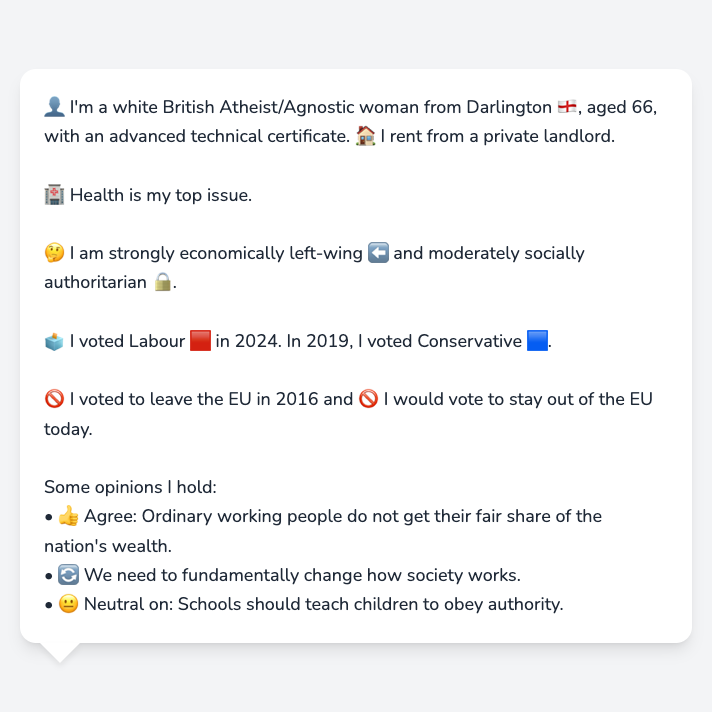 👤 I'm a white British Atheist/Agnostic woman from Darlington 🏴󠁧󠁢󠁥󠁮󠁧󠁿, aged 66,
with an advanced technical certificate. 🏠 I rent from a private landlord.
🏥 Health is my top issue.
🤔 I am strongly economically left-wing ⬅️ and moderately socially
authoritarian 🔒.
🗳️ I voted Labour 🟥 in 2024. In 2019, I voted Conservative 🟦.
🚫 I voted to leave the EU in 2016 and 🚫 I would vote to stay out of the EU
today.
Some opinions I hold:
• 👍 Agree: Ordinary working people do not get their fair share of the
nation's wealth.
• 🔄 We need to fundamentally change how society works.
• 😐 Neutral on: Schools should teach children to obey authority.